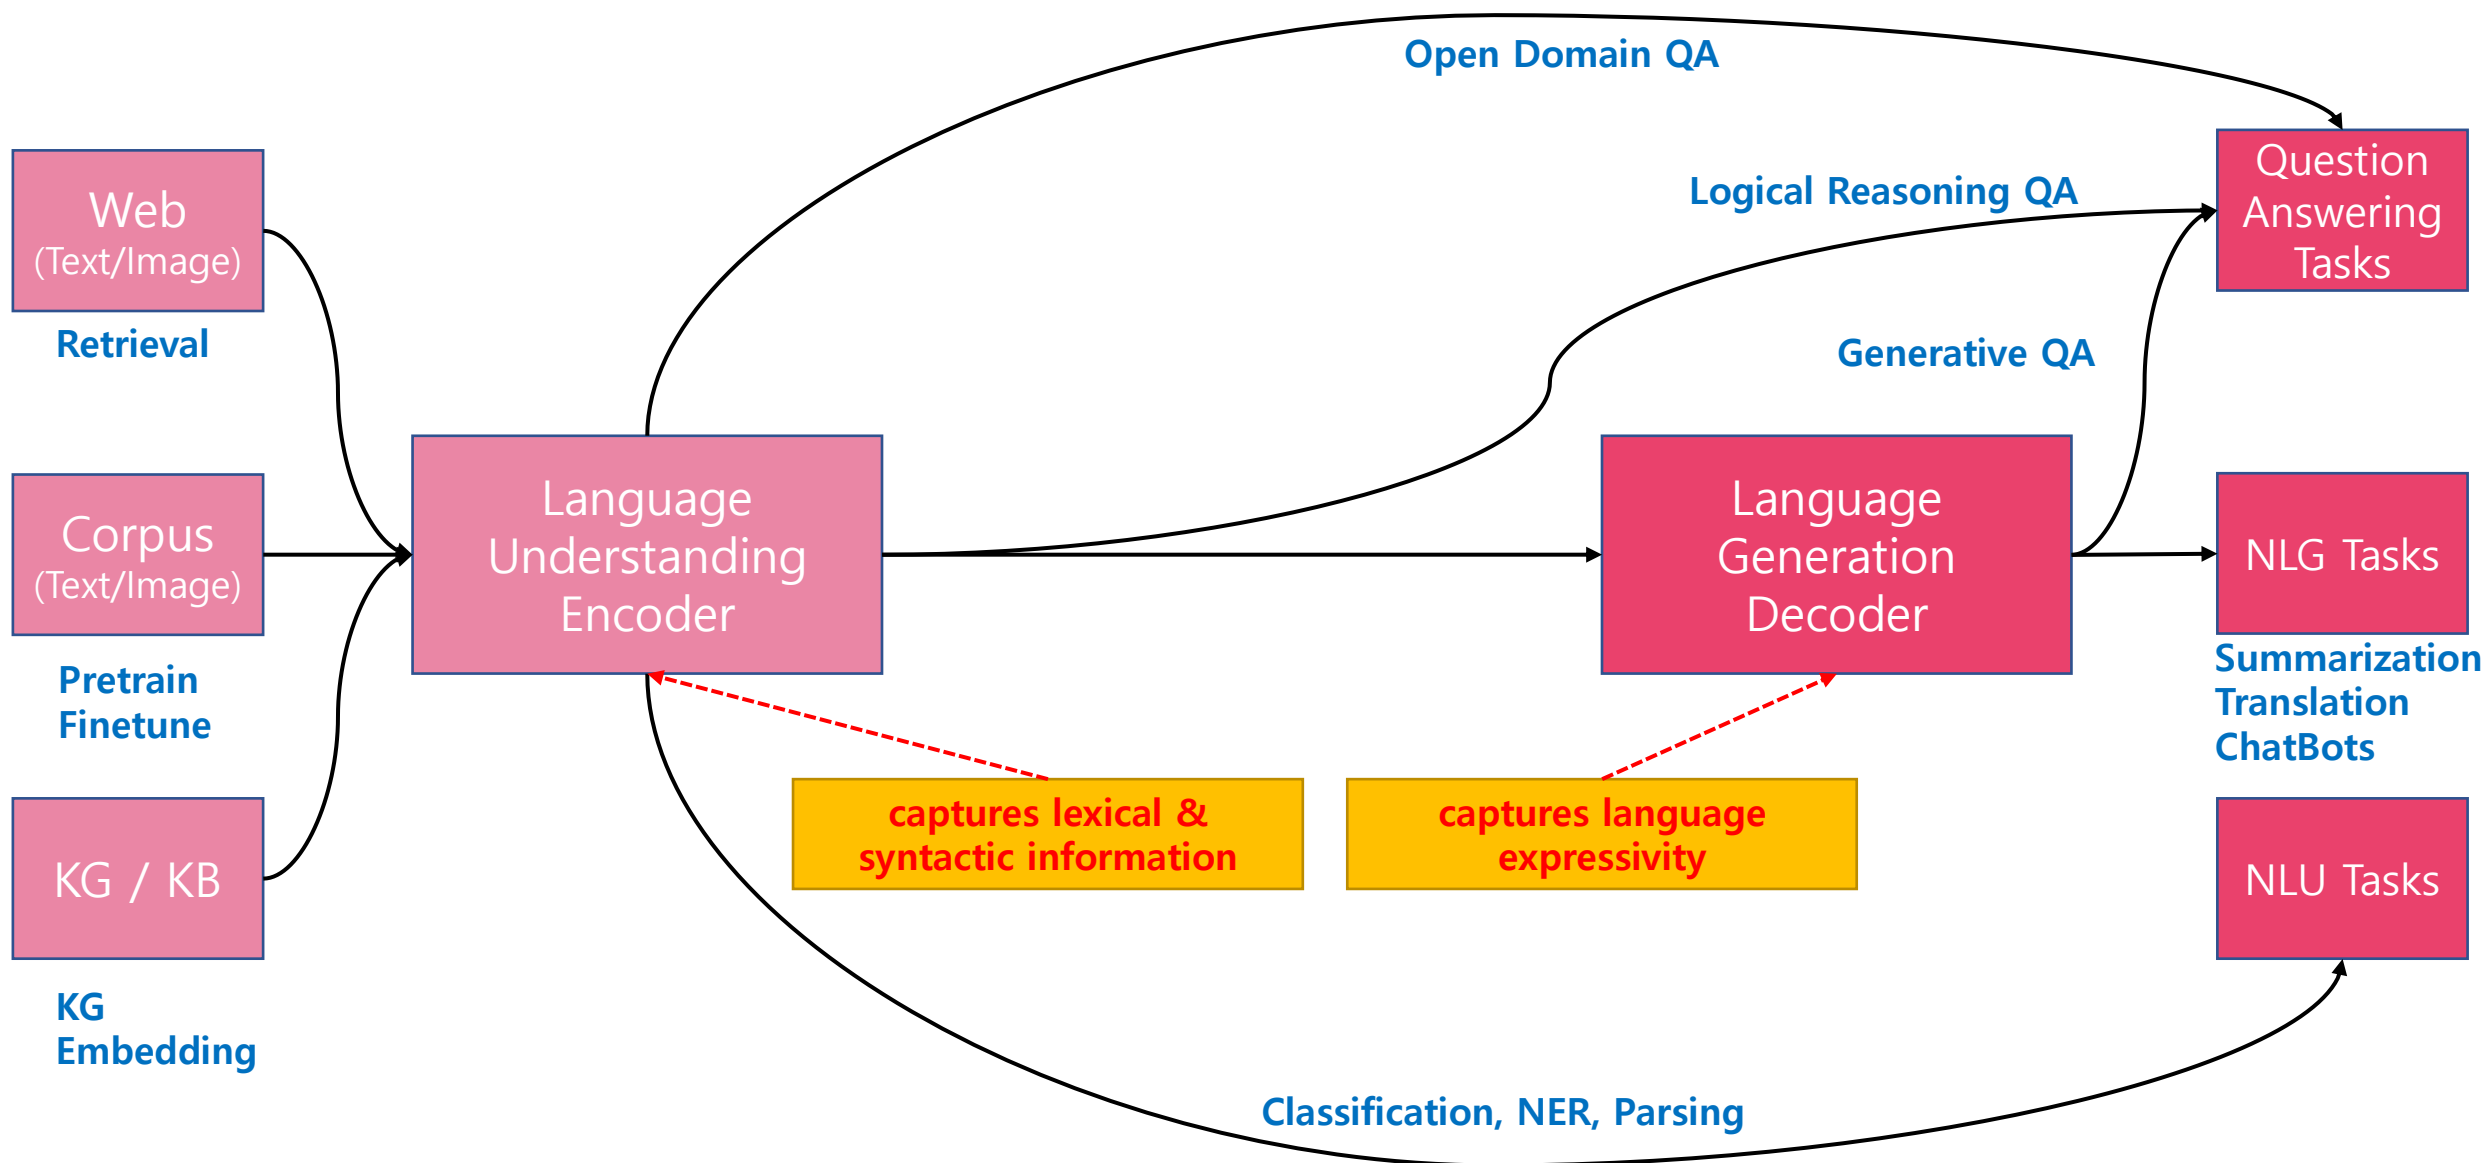 Open Domain QA
Logical Reasoning QA
Generative QA
Web
(Text/Image)
Retrieval
Corpus
(Text/Image)
Pretrain
Finetune
KG / KB
KG
Embedding
Language
Understanding
Encoder
captures lexical &
syntactic information
Language
Generation
Decoder
captures language
expressivity
Classification, NER, Parsing
Question
Answering
Tasks
NLG Tasks
Summarization
Translation
ChatBots
NLU Tasks